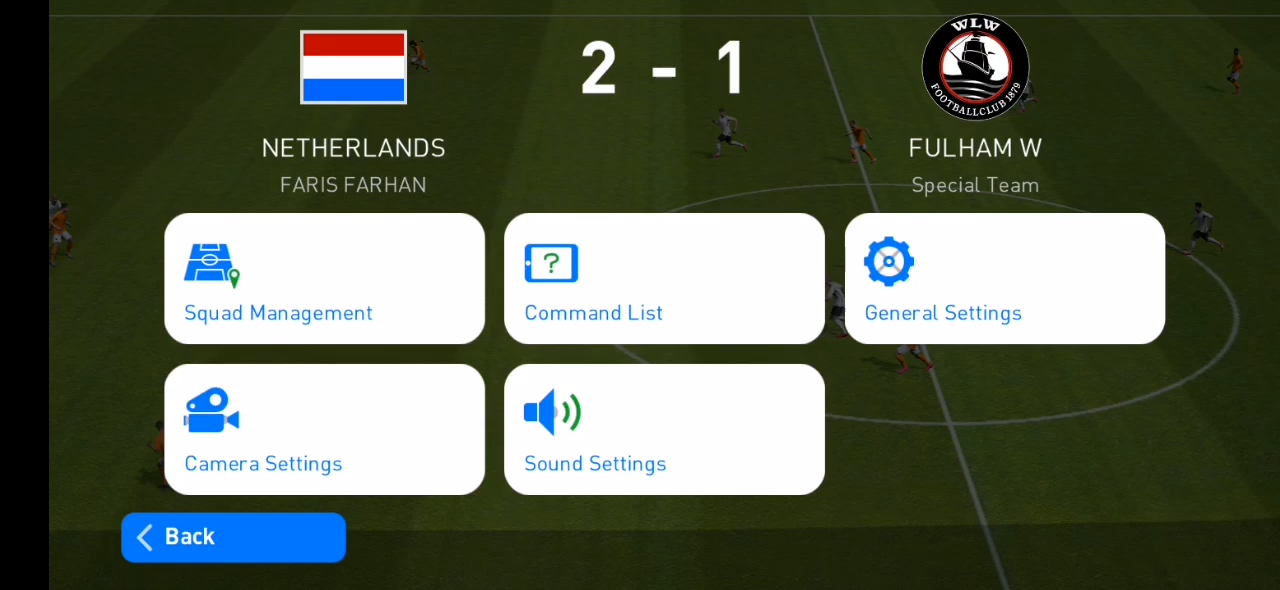 2 - 1
WLW
FOOTBALLCLUB 1879
NETHERLANDS
FULHAM W
FARIS FARHAN
Special Team
Squad Management
Command List
General Settings
Camera Settings
Sound Settings
Back